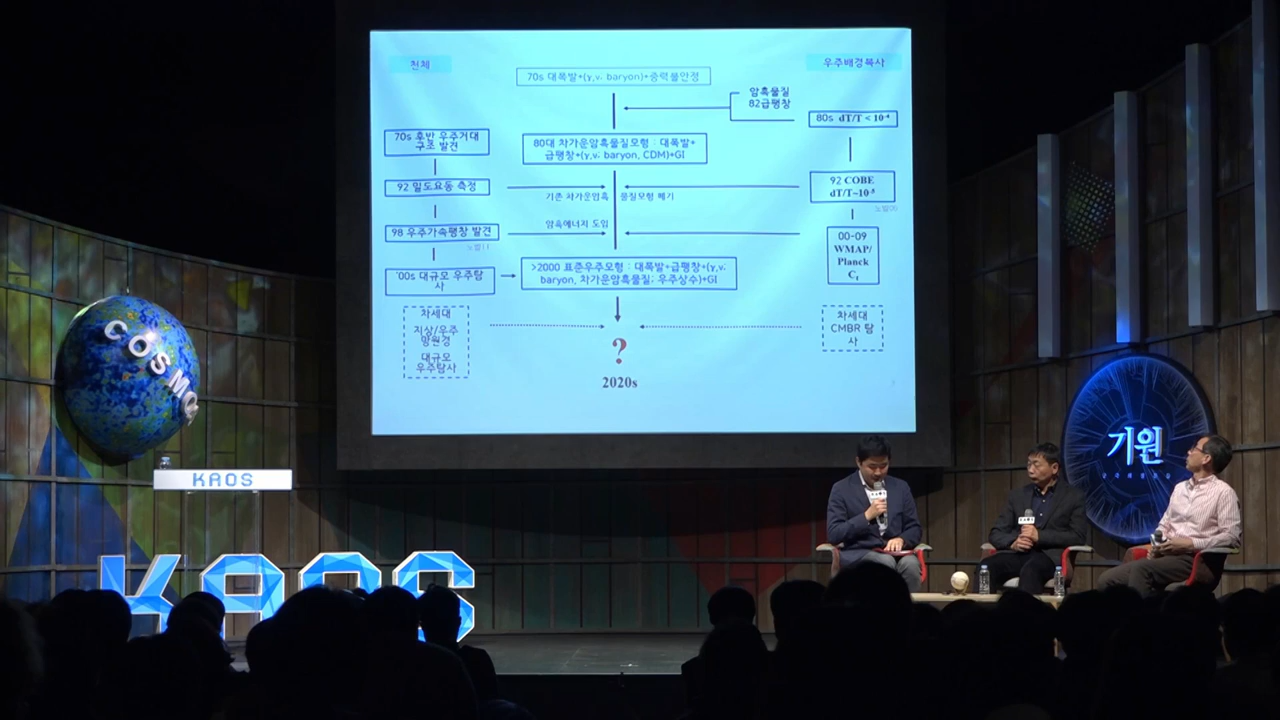 천체
우주배경복사
70s 대폭발+(γ,ν; baryon)+중력불안정
암흑물질
82급팽창
80s dT/T < 10⁻⁴
70s 후반 우주거대
구조 발견
80대 차가운암흑물질모형 : 대폭발+
급팽창+(γ,ν; baryon, CDM)+GI
92 밀도요동 측정
92 COBE
dT/T~10⁻⁵
기존 차가운암흑 물질모형 폐기
98 우주가속팽창 발견
암흑에너지 도입
00-09
WMAP/
Planck
'00s 대규모 우주탐
사
>2000 표준우주모형 : 대폭발+급팽창+(γ,ν;
baryon, 차가운암흑물질; 우주상수)+GI
차세대
지상/우주
망원경
대규모
우주탐사
차세대
CMBR 탐
사
?
2020s
COSMO
KAOS
기원
KAOS